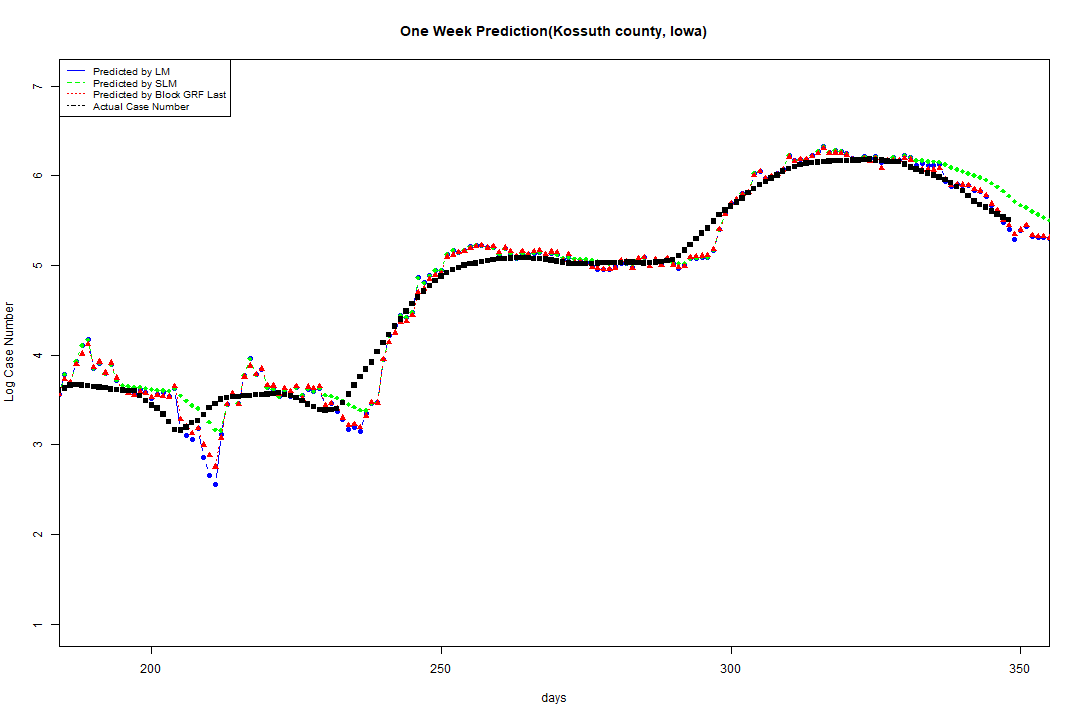 One Week Prediction(Kossuth county, Iowa)
Predicted by LM
Predicted by SLM
Predicted by Block GRF Last
Actual Case Number
7
6
5
4
3
2
1
Log Case Number
200 250 300 350
days